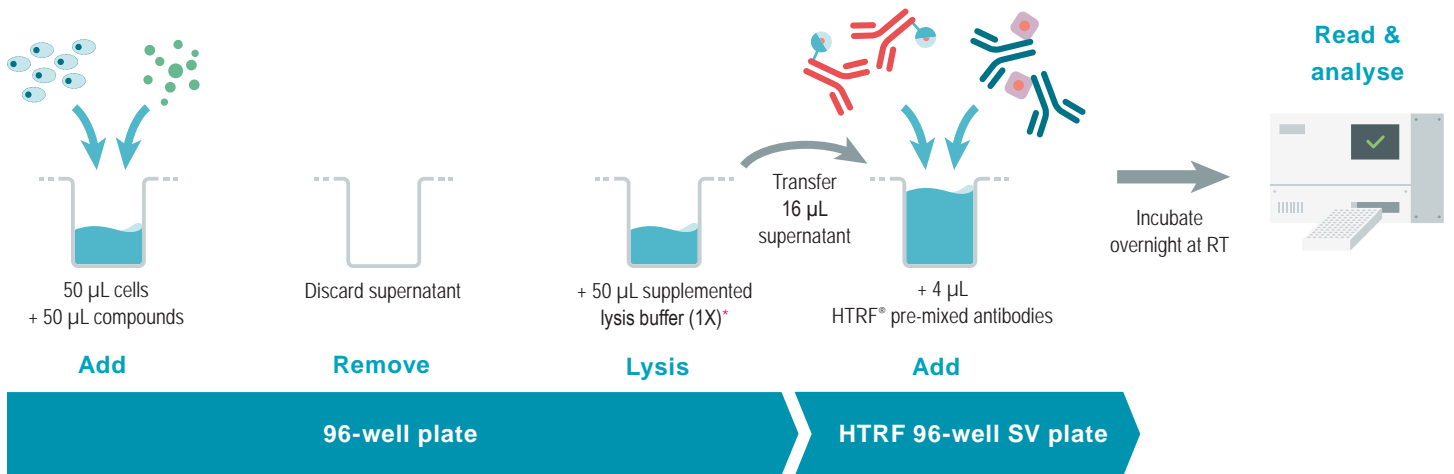 50 µL cells
+ 50 µL compounds
Add
Discard supernatant
Remove
+ 50 µL supplemented
lysis buffer (1X)*
Lysis
Transfer
16 µL
supernatant
+ 4 µL
HTRF® pre-mixed antibodies
Add
Incubate
overnight at RT
Read &
analyse
96-well plate
HTRF 96-well SV plate